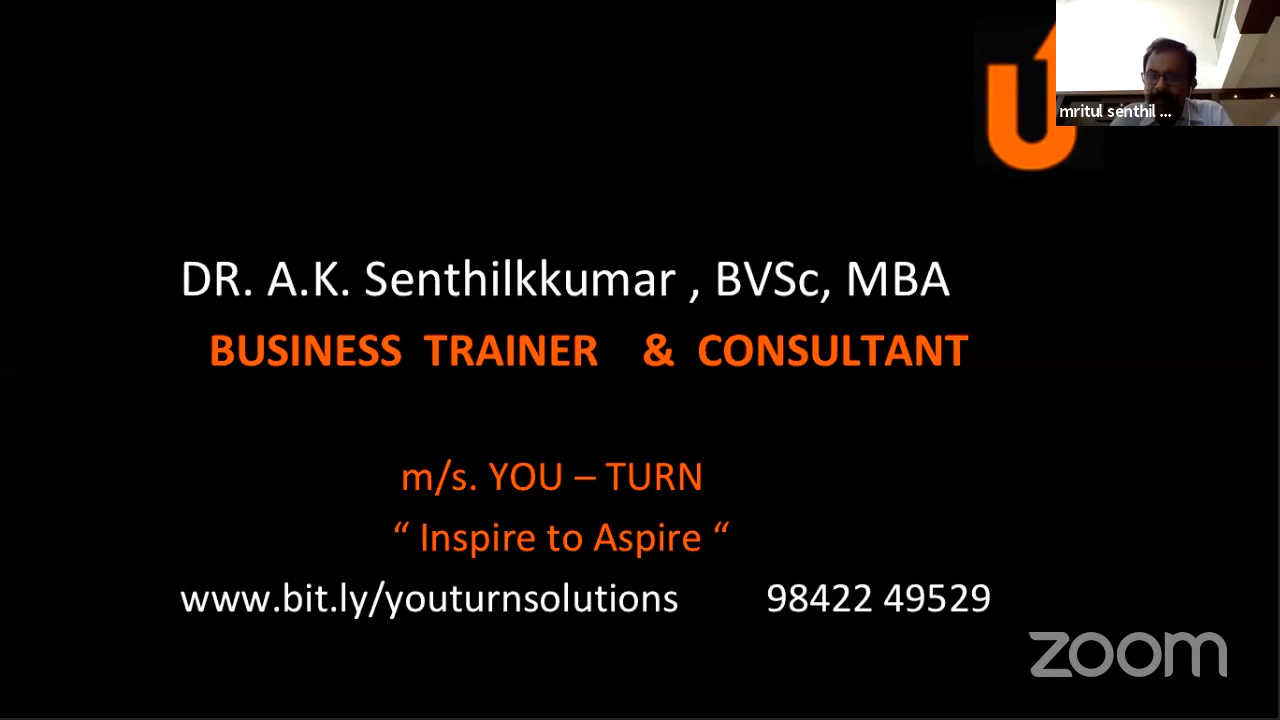 mritul senthil ...
DR. A.K. Senthilkkumar , BVSc, MBA
BUSINESS TRAINER & CONSULTANT
m/s. YOU – TURN
“ Inspire to Aspire “
www.bit.ly/youturnsolutions 98422 49529
zoom